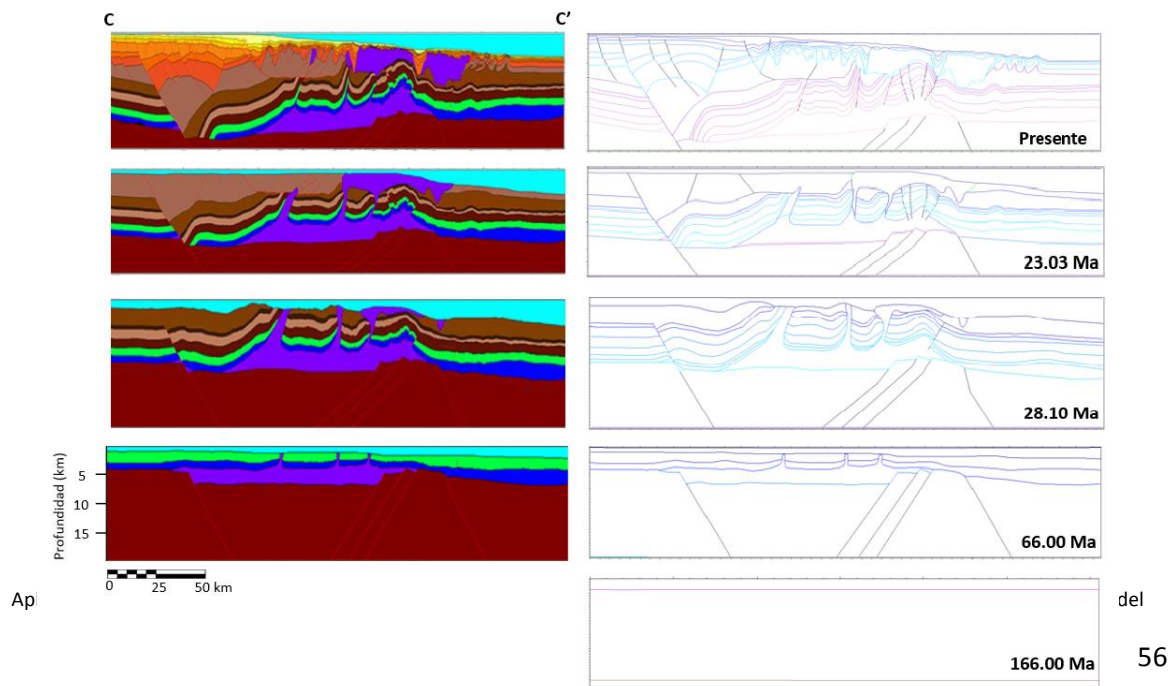 C C'
Presente
23.03 Ma
28.10 Ma
Profundidad (km)
5
10
15
66.00 Ma
0 25 50 km
del
166.00 Ma
56